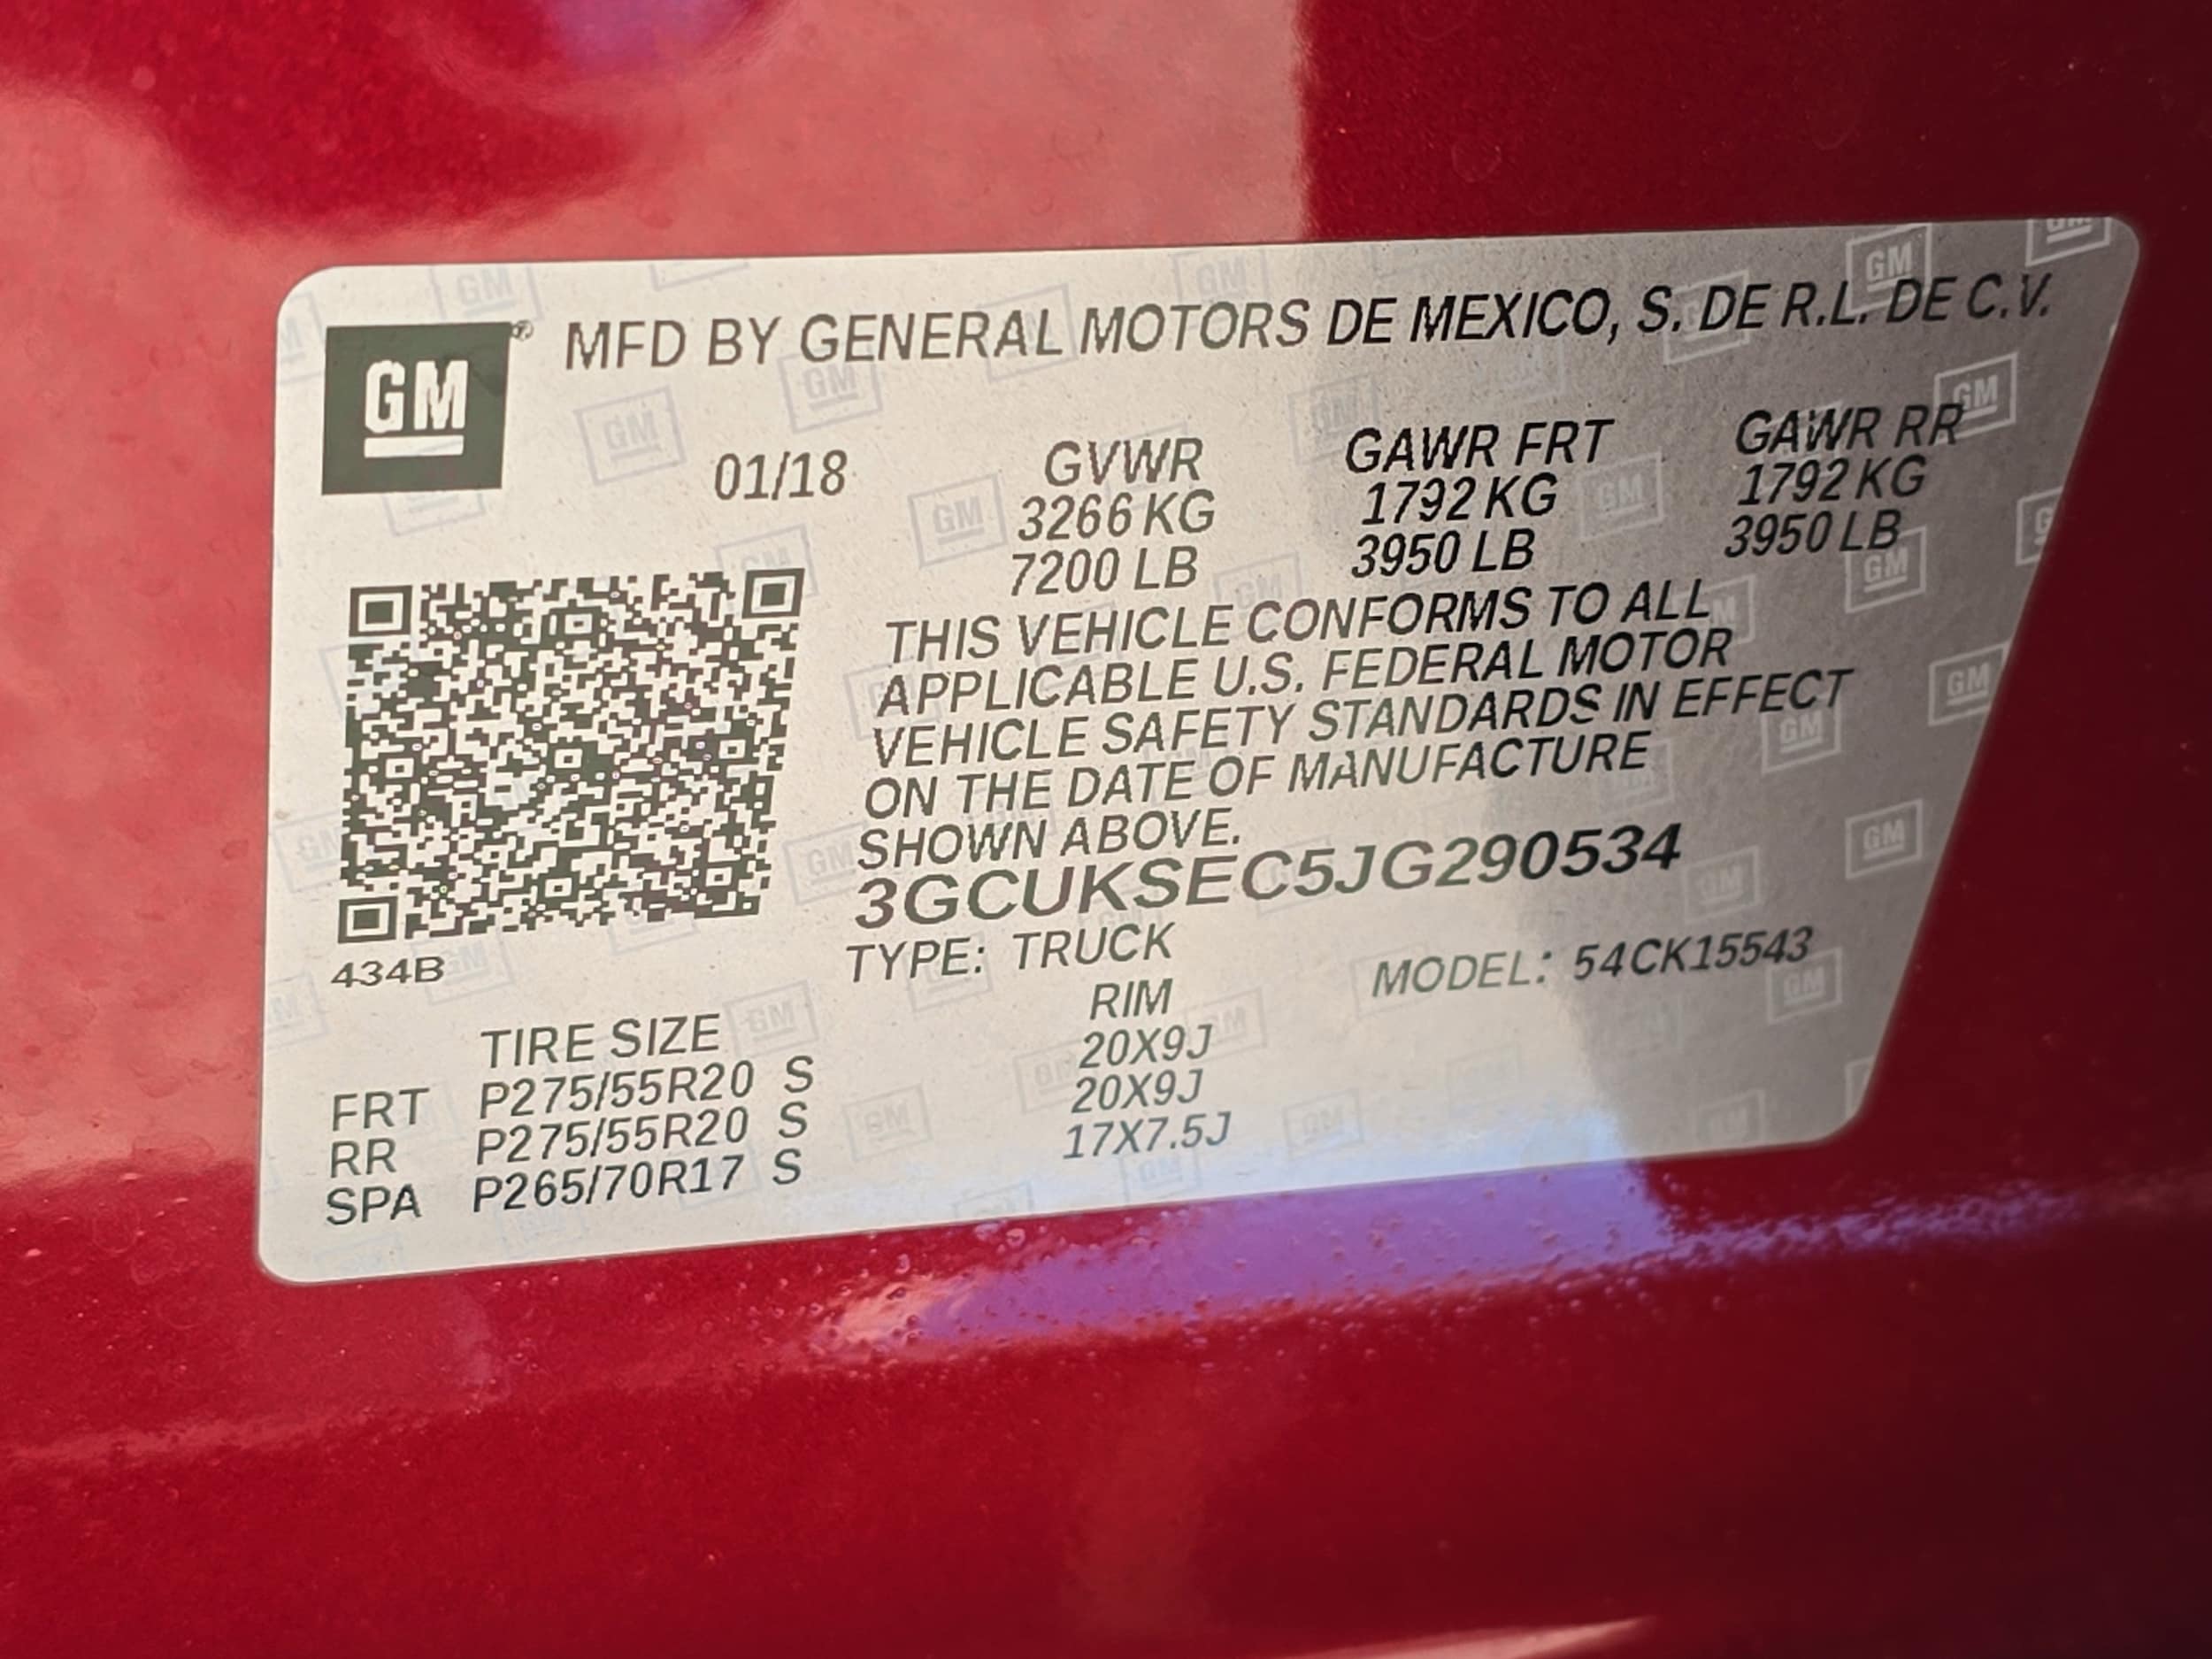 GM® MFD BY GENERAL MOTORS DE MEXICO, S. DE R.L. DE C.V.
01/18 GVWR GAWR FRT GAWR RR
3266 KG 1792 KG 1792 KG
7200 LB 3950 LB 3950 LB
THIS VEHICLE CONFORMS TO ALL
APPLICABLE U.S. FEDERAL MOTOR
VEHICLE SAFETY STANDARDS IN EFFECT
ON THE DATE OF MANUFACTURE
SHOWN ABOVE.
3GCUKSEC5JG290534
434B TYPE: TRUCK MODEL: 54CK15543
TIRE SIZE RIM
FRT P275/55R20 S 20X9J
RR P275/55R20 S 20X9J
SPA P265/70R17 S 17X7.5J